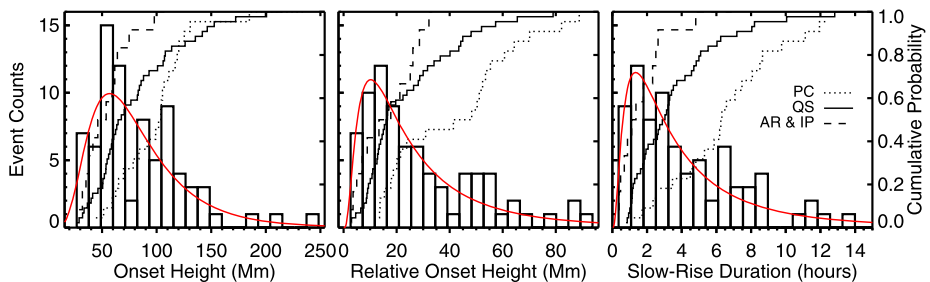 15
10
5
0
Event Counts
50 100 150 200 250
Onset Height (Mm)
0 20 40 60 80
Relative Onset Height (Mm)
PC
QS
AR & IP
0 2 4 6 8 10 12 14
Slow-Rise Duration (hours)
1.0
0.8
0.6
0.4
0.2
0.0
Cumulative Probability